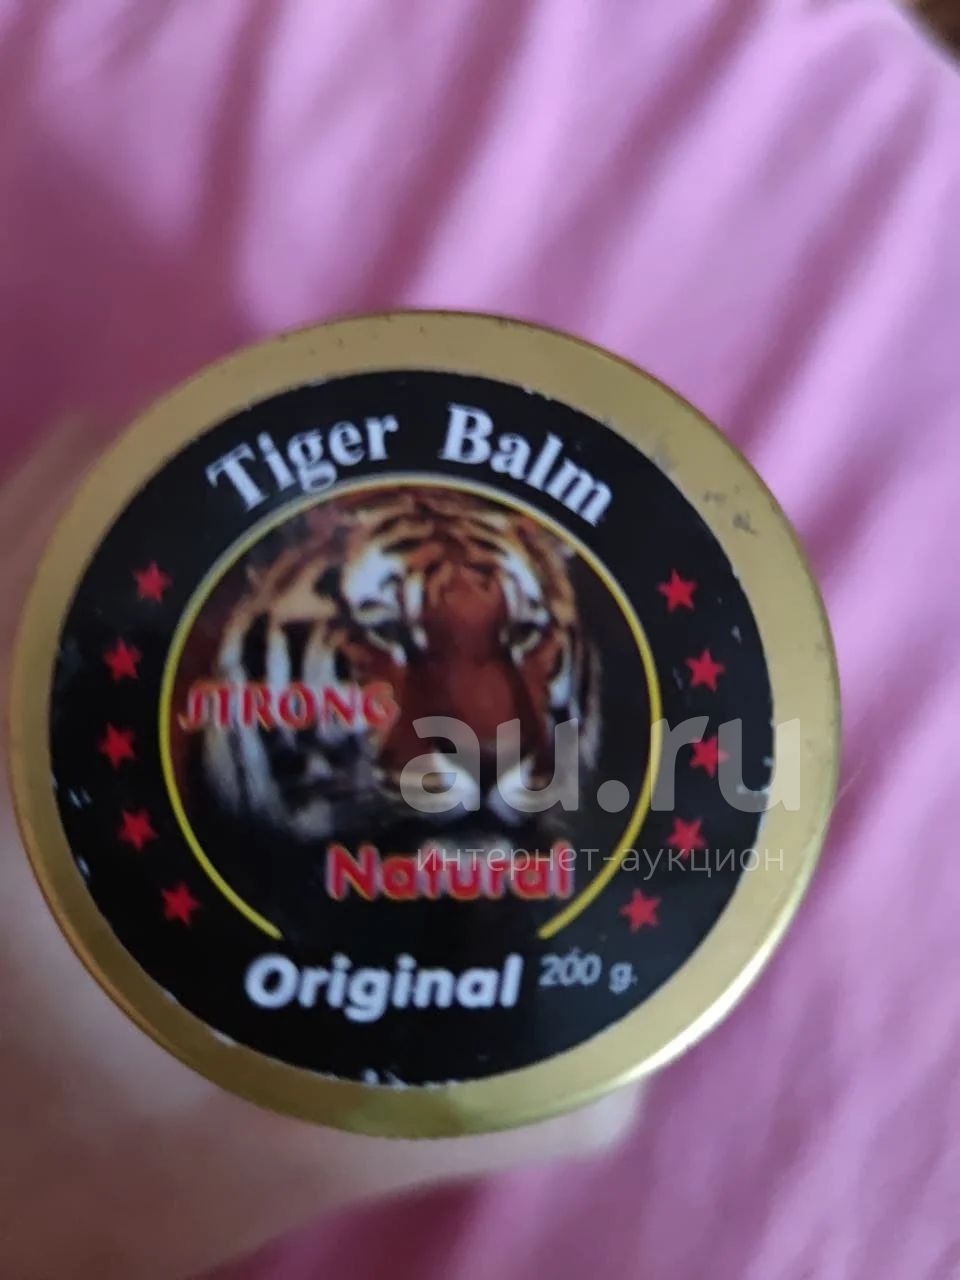 Tiger Balm
STRONG
au.ru
интернет-аукцион
Natural
Original 200 g.